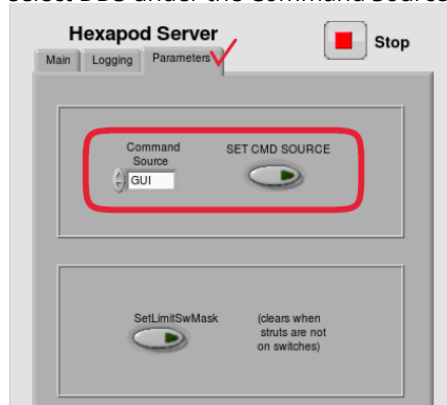 select DDS under the Command Source
Hexapod Server
Stop
Main
Logging
Parameters
Command
Source
SET CMD SOURCE
GUI
SetLimitSwMask
(clears when
struts are not
on switches)